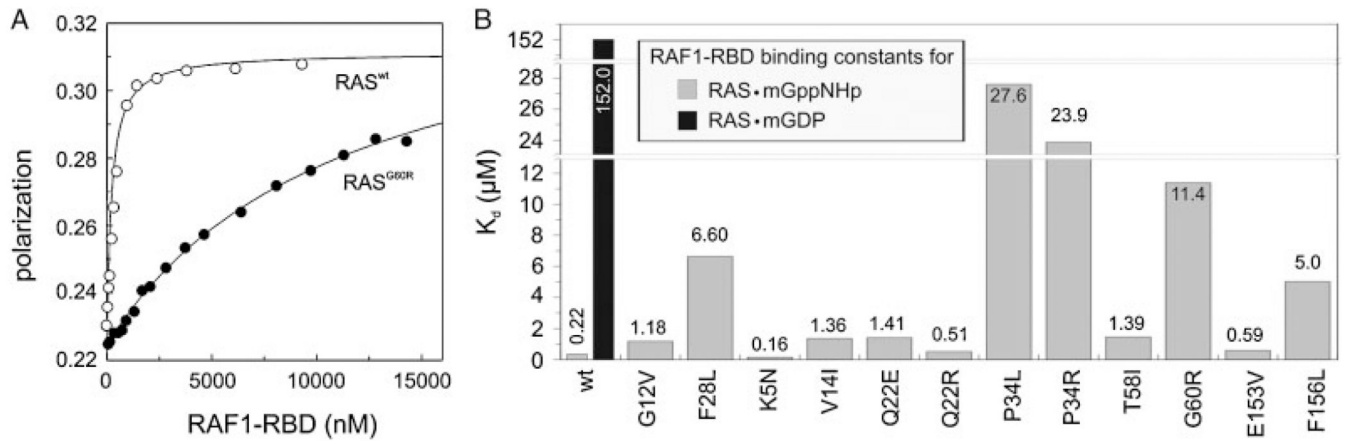 A
0.32
0.30
0.28
0.26
0.24
0.22
polarization
RAS^wt
RAS^G60R
0
5000
10000
15000
RAF1-RBD (nM)
B
152
28
26
24
12
10
8
6
4
2
0
K_d (µM)
RAF1-RBD binding constants for
RAS•mGppNHp
RAS•mGDP
0.22
152.0
1.18
6.60
0.16
1.36
1.41
0.51
27.6
23.9
1.39
11.4
0.59
5.0
wt
G12V
F28L
K5N
V14I
Q22E
Q22R
P34L
P34R
T58I
G60R
E153V
F156L